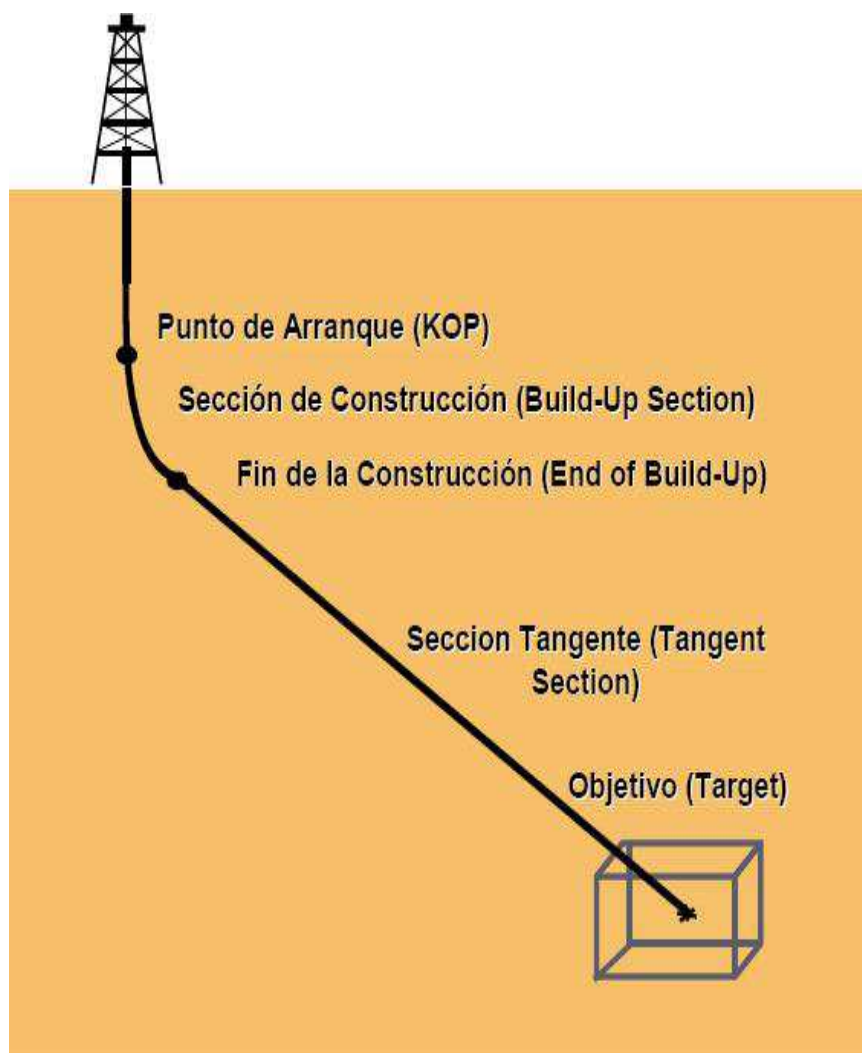 Punto de Arranque (KOP)
Sección de Construcción (Build-Up Section)
Fin de la Construcción (End of Build-Up)
Seccion Tangente (Tangent
Section)
Objetivo (Target)